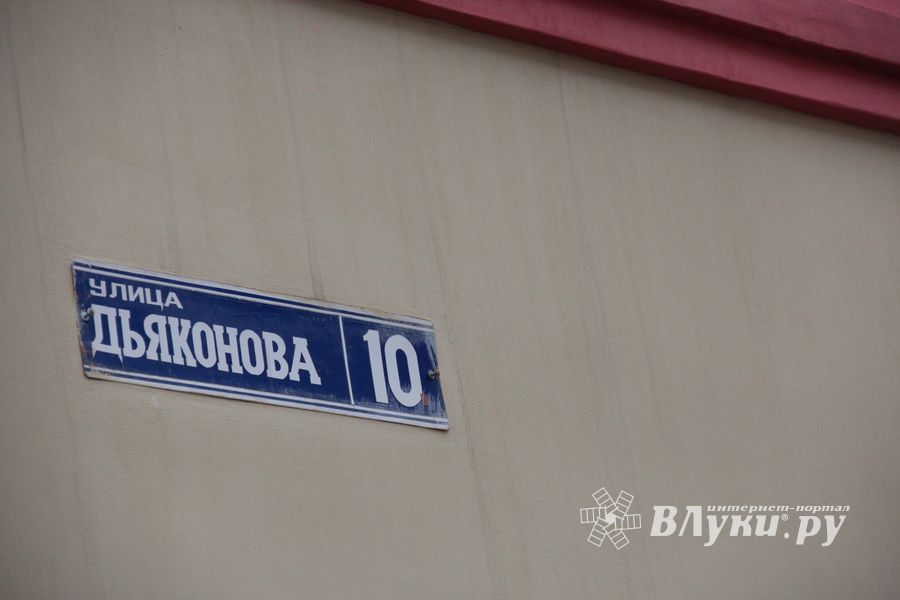 УЛИЦА
ДЬЯКОНОВА
10
интернет-портал
ВЛуки®.ру